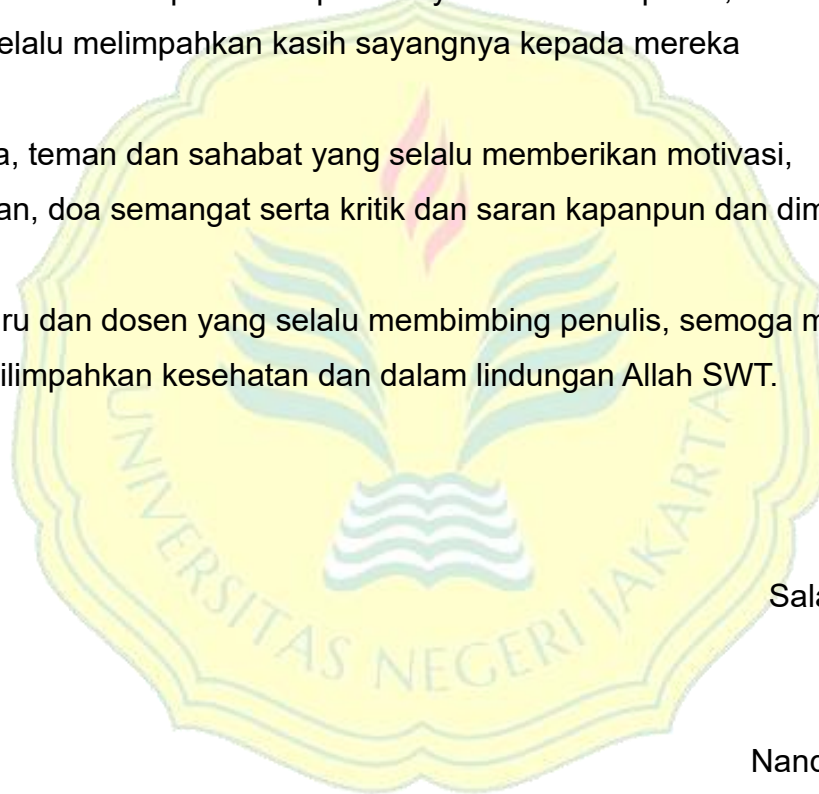 elalu melimpahkan kasih sayangnya kepada mereka
a, teman dan sahabat yang selalu memberikan motivasi,
an, doa semangat serta kritik dan saran kapanpun dan dim
ru dan dosen yang selalu membimbing penulis, semoga m
ilimpahkan kesehatan dan dalam lindungan Allah SWT.
UNIVERSITAS NEGERI JAKARTA
Sala
Nanc